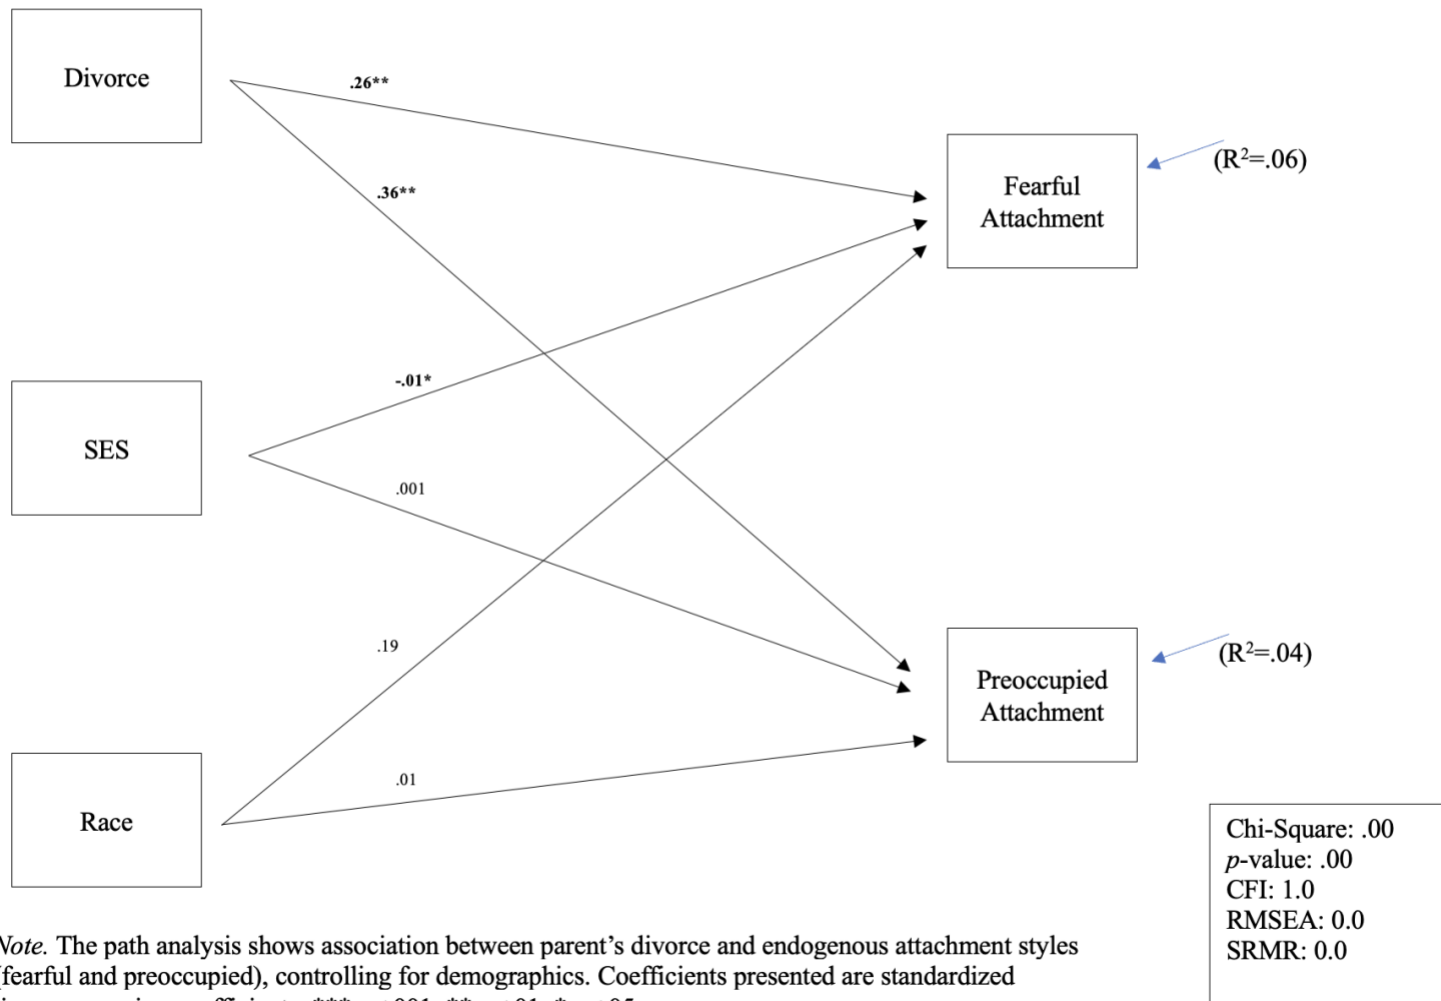 Divorce
.26**
.36**
Fearful
Attachment
(R²=.06)
SES
-.01*
.001
.19
Preoccupied
Attachment
(R²=.04)
Race
.01
Chi-Square: .00
p-value: .00
CFI: 1.0
RMSEA: 0.0
SRMR: 0.0
Note. The path analysis shows association between parent’s divorce and endogenous attachment styles
(fearful and preoccupied), controlling for demographics. Coefficients presented are standardized